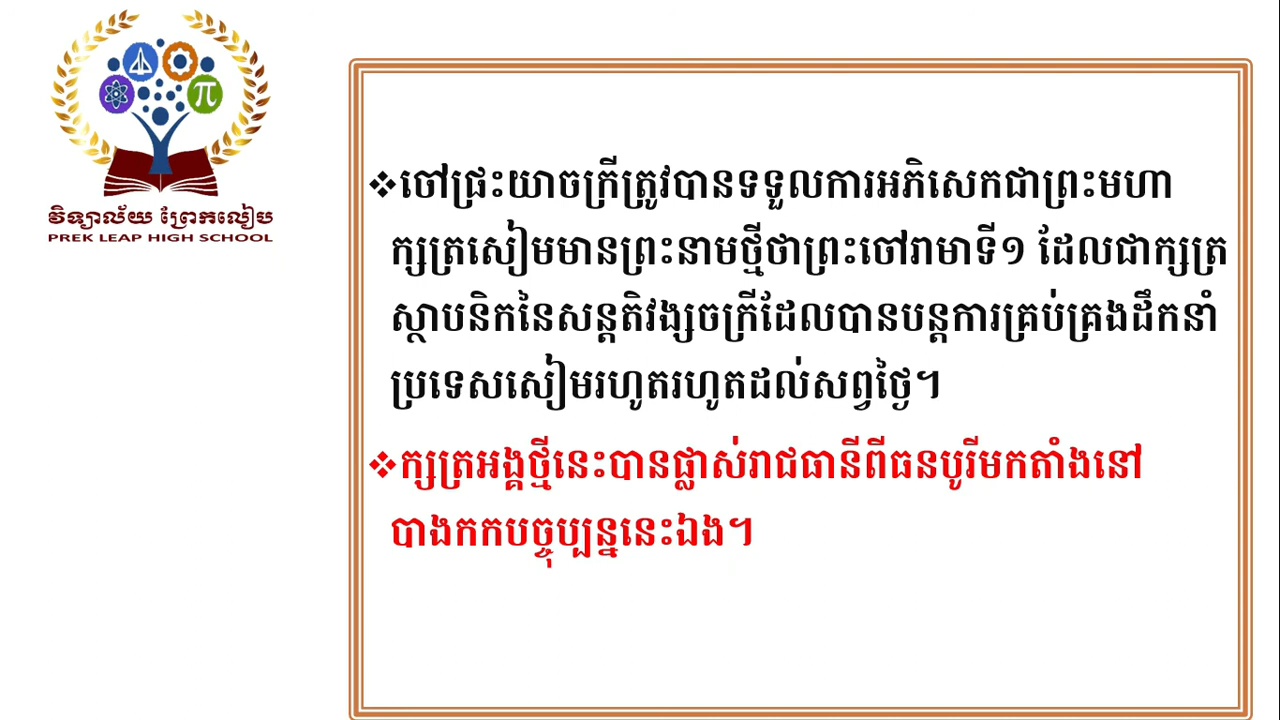 វិទ្យាល័យ ព្រែកលៀប
PREK LEAP HIGH SCHOOL
❖ចៅផ្រះយាចក្រីត្រូវបានទទួលការអភិសេកជាព្រះមហា
ក្សត្រសៀមមានព្រះនាមថ្មីថាព្រះចៅរាមាទី១ ដែលជាក្សត្រ
ស្ថាបនិកនៃសន្តតិវង្សចក្រីដែលបានបន្តការគ្រប់គ្រងដឹកនាំ
ប្រទេសសៀមរហូតរហូតដល់សព្វថ្ងៃ។
❖ក្សត្រអង្គថ្មីនេះបានផ្លាស់រាជធានីពីធនបូរីមកតាំងនៅ
បាងកកបច្ចុប្បន្ននេះឯង។